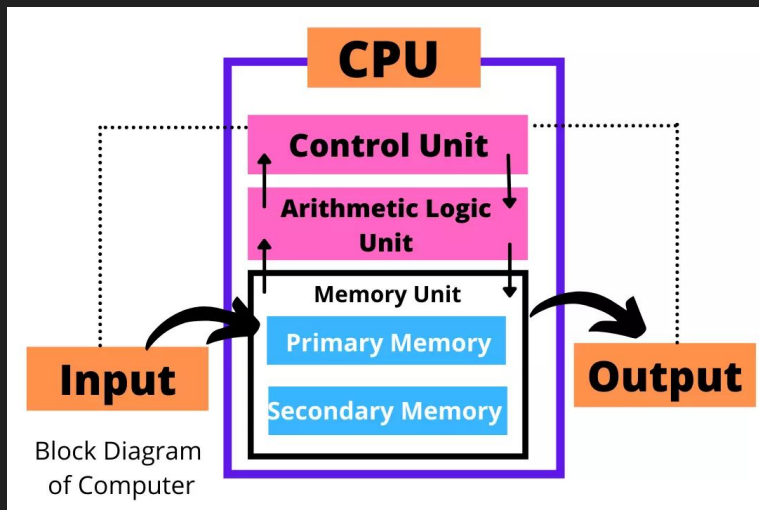 CPU
Control Unit
Arithmetic Logic
Unit
Memory Unit
Primary Memory
Secondary Memory
Input
Output
Block Diagram
of Computer